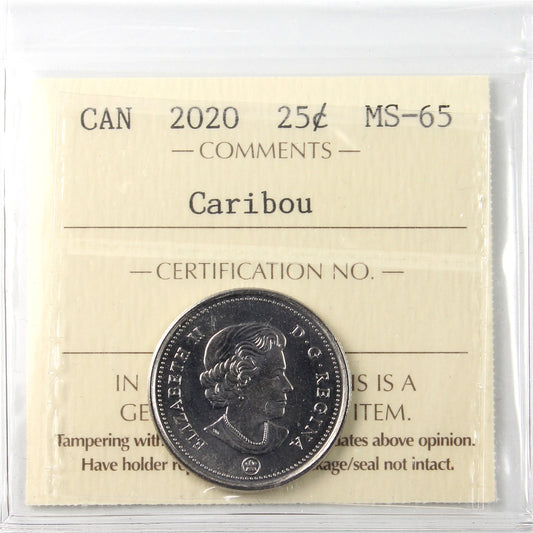 CAN 2020 25¢ MS-65
— COMMENTS —
Caribou
— CERTIFICATION NO. —
IN IS IS A
GE ITEM.
Tampering with ates above opinion.
Have holder re kage/seal not intact.
ELIZABETH II D·G·REGINA